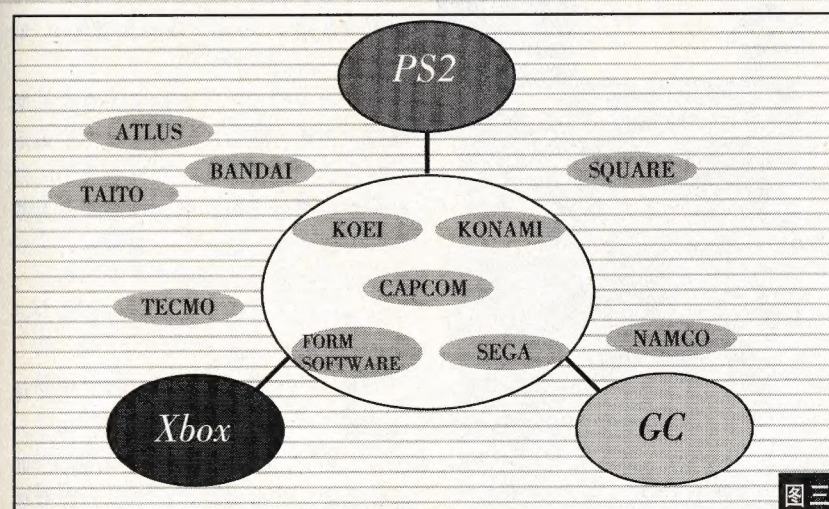 PS2
ATLUS
BANDAI
TAITO
SQUARE
KOEI
KONAMI
CAPCOM
TECMO
FORM
SOFTWARE
SEGA
NAMCO
Xbox
GC
图三